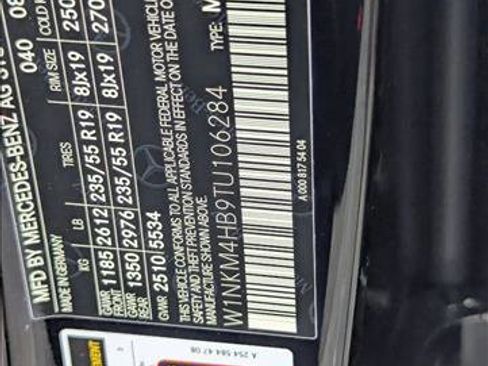 MFD BY MERCEDES-BENZ AG STU
040 08
MADE IN GERMANY
KG LB TIRES RIM SIZE COLD
GAWR FRONT 1185 2612 235/55 R19 8Jx19 250
GAWR REAR 1350 2976 235/55 R19 8Jx19 270
GVWR 2510 5534
THIS VEHICLE CONFORMS TO ALL APPLICABLE FEDERAL MOTOR VEHICLE
SAFETY AND THEFT PREVENTION STANDARDS IN EFFECT ON THE DATE OF
MANUFACTURE SHOWN ABOVE.
W1NKM4HB9TU106284
TYPE: M
A 000 817 54 04
A 254 584 47 08